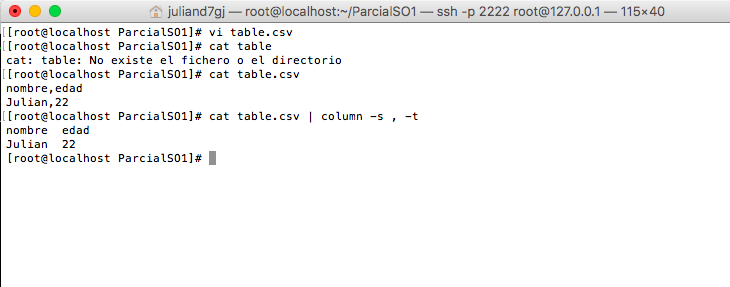 juliand7gj — root@localhost:~/ParcialSO1 — ssh -p 2222 root@127.0.0.1 — 115×40
[[root@localhost ParcialSO1]# vi table.csv
[[root@localhost ParcialSO1]# cat table
cat: table: No existe el fichero o el directorio
[[root@localhost ParcialSO1]# cat table.csv
nombre,edad
Julian,22
[[root@localhost ParcialSO1]# cat table.csv | column -s , -t
nombre  edad
Julian  22
[root@localhost ParcialSO1]#